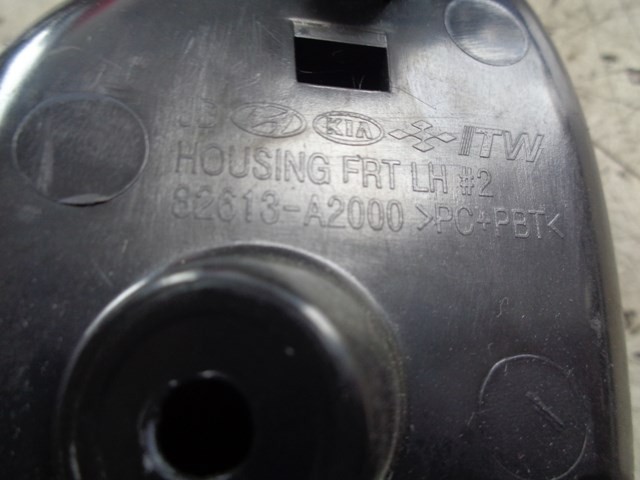 KIA ITW
HOUSING FRT LH #2
82613-A2000 >PC+PBT<